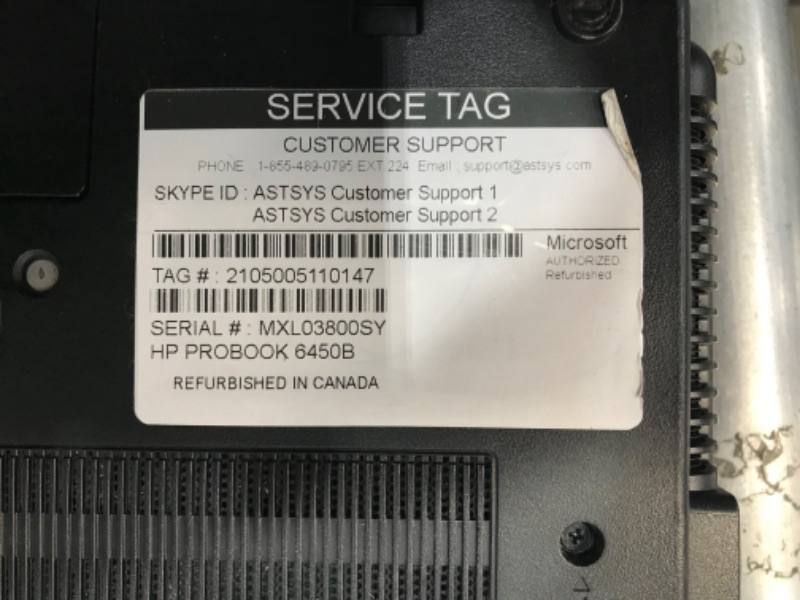 SERVICE TAG
CUSTOMER SUPPORT
PHONE 1-855-489-0795 EXT 224 Email : support@astsys.com
SKYPE ID : ASTSYS Customer Support 1
ASTSYS Customer Support 2
Microsoft
AUTHORIZED
Refurbished
TAG # : 2105005110147
SERIAL # : MXL03800SY
HP PROBOOK 6450B
REFURBISHED IN CANADA